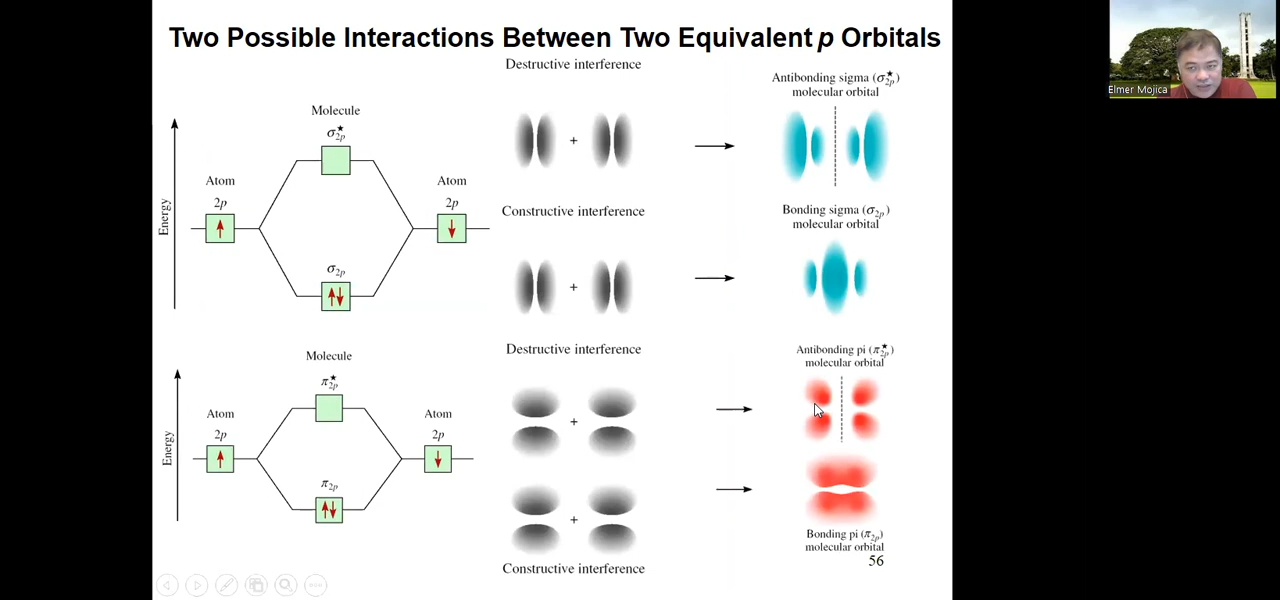 Two Possible Interactions Between Two Equivalent p Orbitals
Elmer Mojica
Molecule
σ★2p
Atom
2p
↑
Atom
2p
↓
Energy
σ2p
↑↓
Destructive interference
+
Antibonding sigma (σ★2p)
molecular orbital
Constructive interference
+
Bonding sigma (σ2p)
molecular orbital
Molecule
π★2p
Atom
2p
↑
Atom
2p
↓
Energy
π2p
↑↓
Destructive interference
+
Antibonding pi (π★2p)
molecular orbital
+
Constructive interference
Bonding pi (π2p)
molecular orbital
56